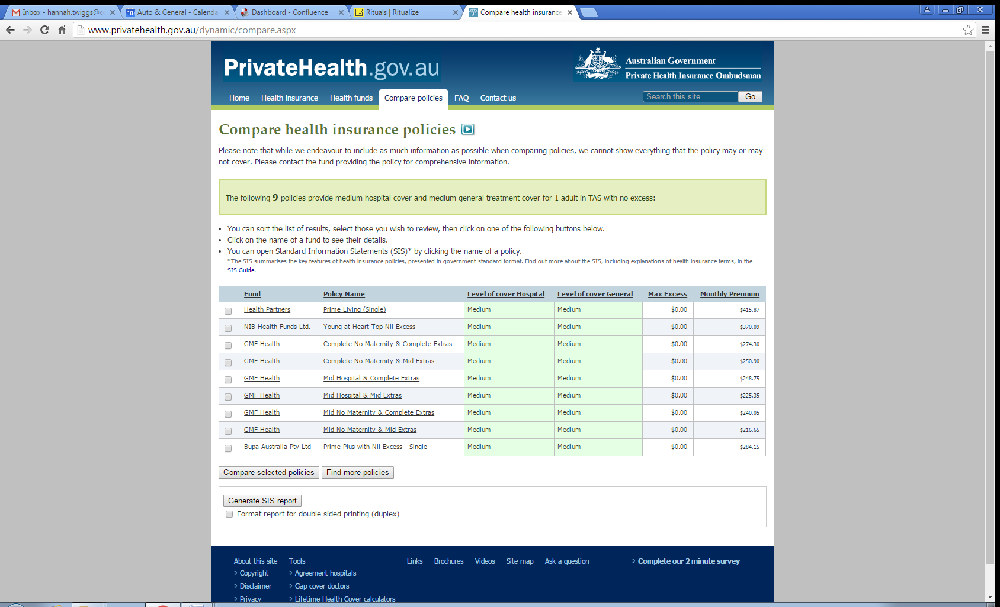 Inbox - hannah.twiggs@c
Auto & General - Calenda
Dashboard - Confluence
Rituals | Ritualize
Compare health insurance
www.privatehealth.gov.au/dynamic/compare.aspx
PrivateHealth.gov.au
Australian Government
Private Health Insurance Ombudsman
Home Health insurance Health funds Compare policies FAQ Contact us
Search this site Go
Compare health insurance policies
Please note that while we endeavour to include as much information as possible when comparing policies, we cannot show everything that the policy may or may
not cover. Please contact the fund providing the policy for comprehensive information.
The following 9 policies provide medium hospital cover and medium general treatment cover for 1 adult in TAS with no excess:
• You can sort the list of results, select those you wish to review, then click on one of the following buttons below.
• Click on the name of a fund to see their details.
• You can open Standard Information Statements (SIS)* by clicking the name of a policy.
*The SIS summarises the key features of health insurance policies, presented in government-standard format. Find out more about the SIS, including explanations of health insurance terms, in the
SIS Guide.
Fund Policy Name Level of cover Hospital Level of cover General Max Excess Monthly Premium
Health Partners Prime Living (Single) Medium Medium $0.00 $415.87
NIB Health Funds Ltd. Young at Heart Top Nil Excess Medium Medium $0.00 $370.09
GMF Health Complete No Maternity & Complete Extras Medium Medium $0.00 $274.30
GMF Health Complete No Maternity & Mid Extras Medium Medium $0.00 $250.90
GMF Health Mid Hospital & Complete Extras Medium Medium $0.00 $248.75
GMF Health Mid Hospital & Mid Extras Medium Medium $0.00 $225.35
GMF Health Mid No Maternity & Complete Extras Medium Medium $0.00 $240.05
GMF Health Mid No Maternity & Mid Extras Medium Medium $0.00 $216.65
Bupa Australia Pty Ltd Prime Plus with Nil Excess - Single Medium Medium $0.00 $284.15
Compare selected policies Find more policies
Generate SIS report
Format report for double sided printing (duplex)
About this site Tools Links Brochures Videos Site map Ask a question Complete our 2 minute survey
Copyright Agreement hospitals
Disclaimer Gap cover doctors
Privacy Lifetime Health Cover calculators